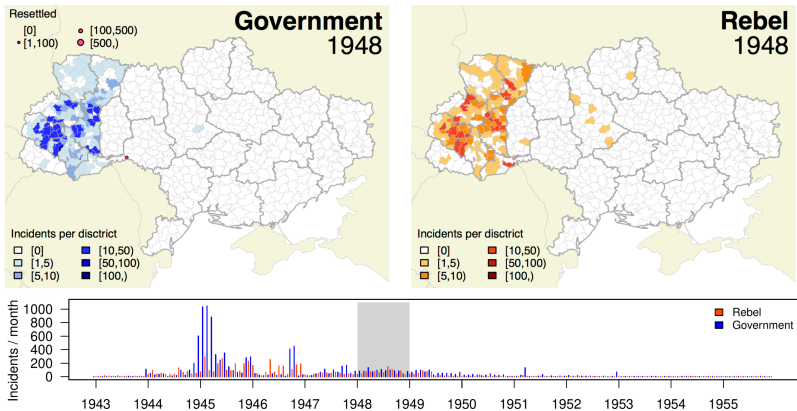 Government
1948
Resettled
[0]
[1,100)
[100,500)
[500,)
Incidents per disctrict
[0]
[1,5)
[5,10)
[10,50)
[50,100)
[100,)
Rebel
1948
Incidents per disctrict
[0]
[1,5)
[5,10)
[10,50)
[50,100)
[100,)
Incidents / month
1000
800
600
400
200
0
Rebel
Government
1943 1944 1945 1946 1947 1948 1949 1950 1951 1952 1953 1954 1955